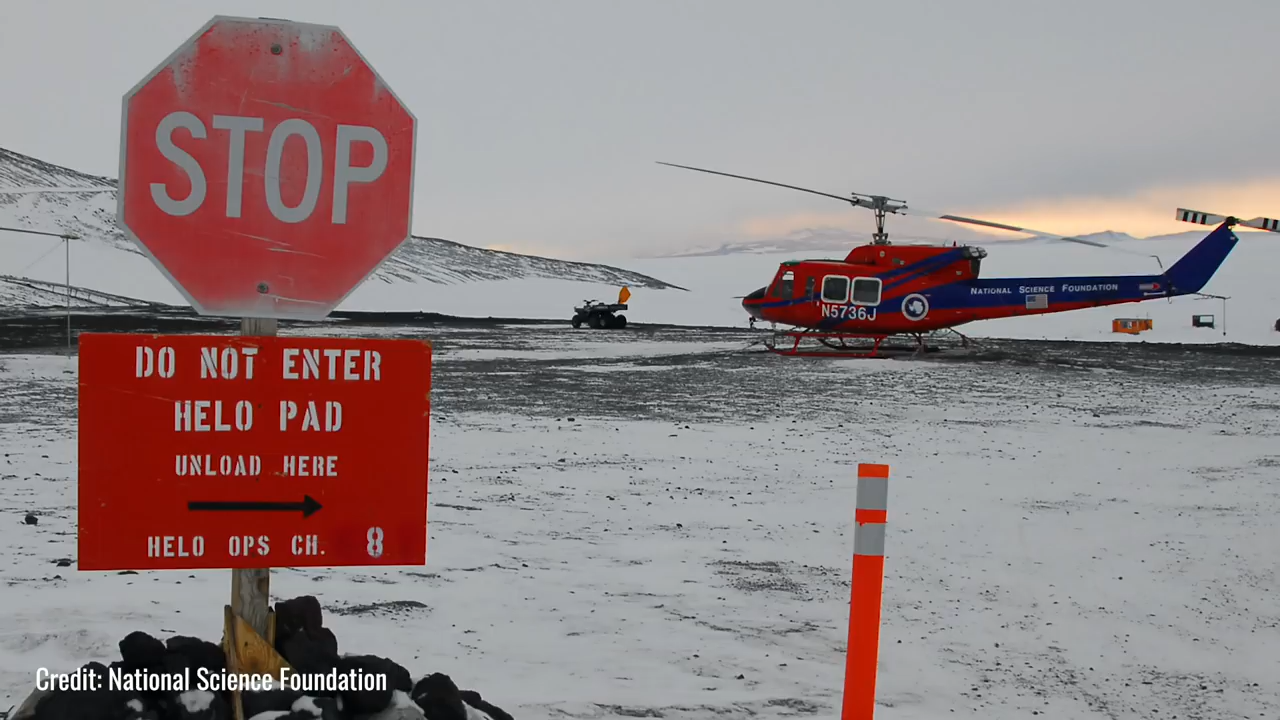 STOP
DO NOT ENTER
HELO PAD
UNLOAD HERE
HELO OPS CH. 8
N5736J
NATIONAL SCIENCE FOUNDATION
Credit: National Science Foundation